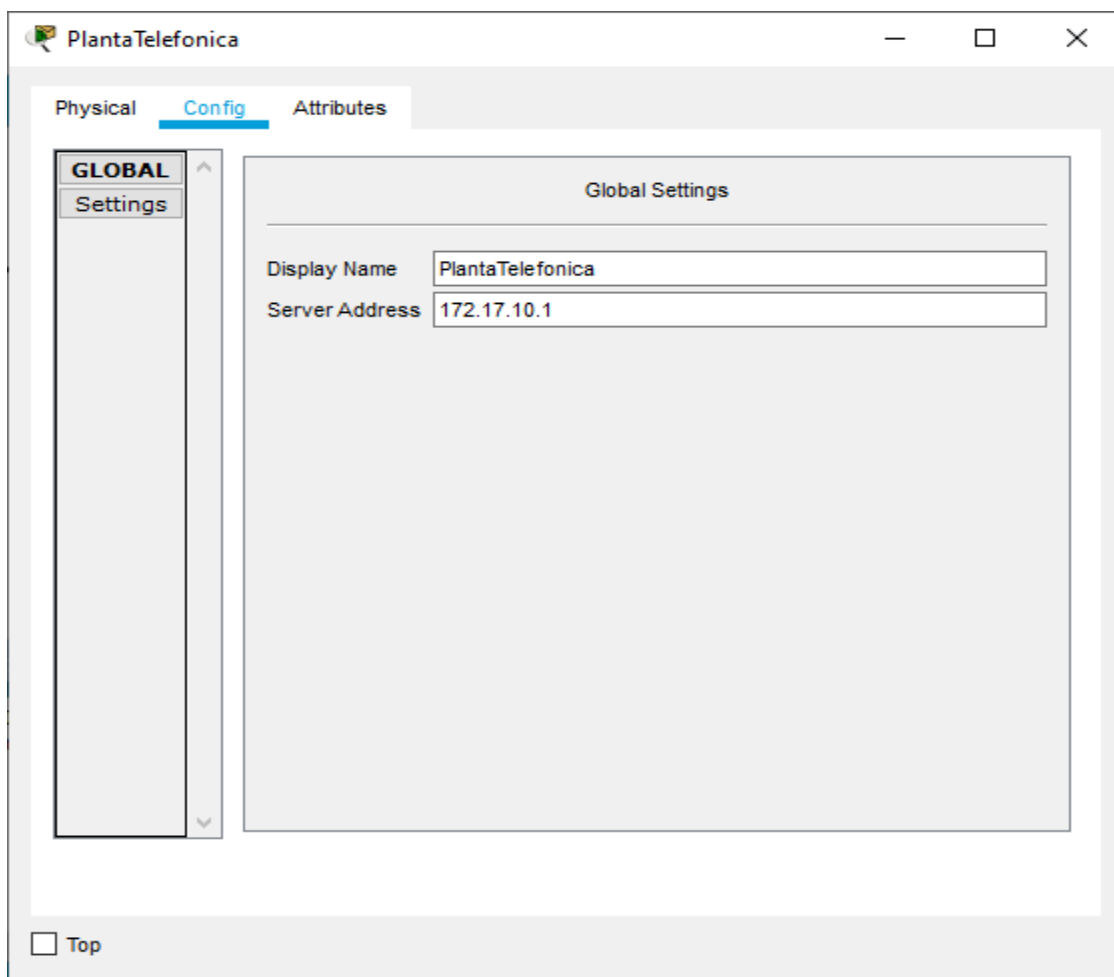 PlantaTelefonica
Physical Config Attributes
GLOBAL
Settings
Global Settings
Display Name PlantaTelefonica
Server Address 172.17.10.1
Top